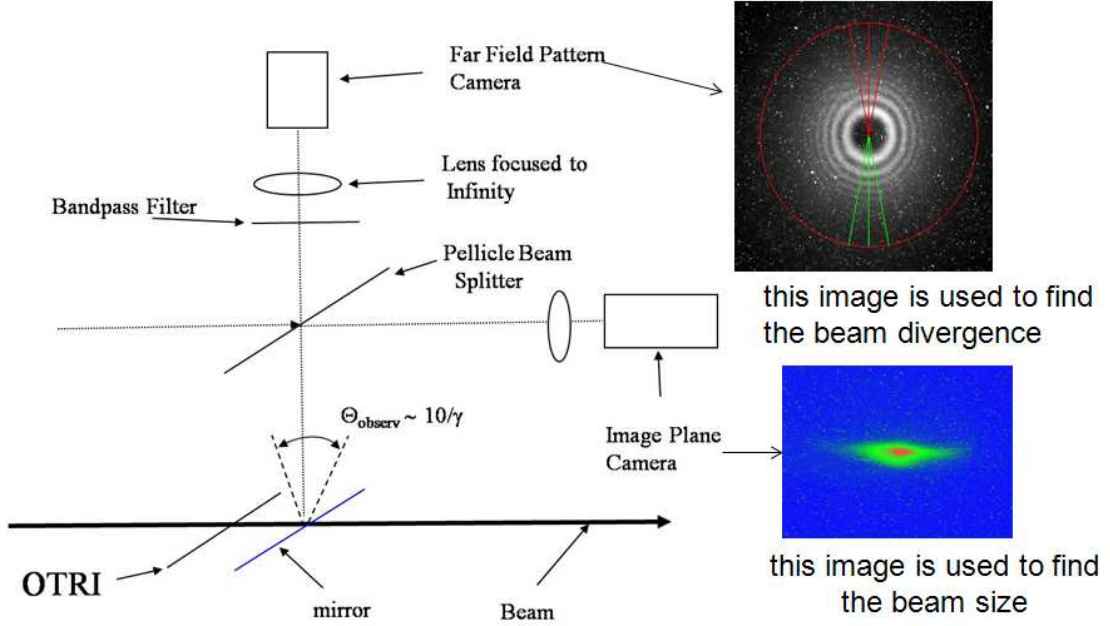 Far Field Pattern
Camera
Lens focused to
Infinity
Bandpass Filter
Pellicle Beam
Splitter
this image is used to find
the beam divergence
Θobserv ~ 10/γ
Image Plane
Camera
OTRI
mirror
Beam
this image is used to find
the beam size